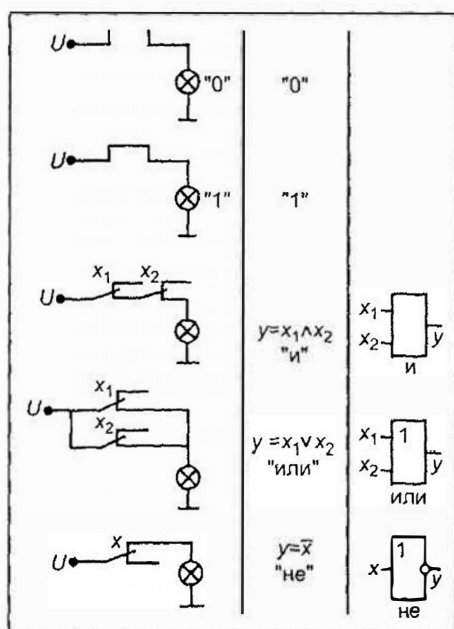 U "0" "0"
U "1" "1"
U x₁ x₂
y=x₁∧x₂
"и"
x₁
x₂
y
и
U x₁
x₂
y=x₁∨x₂
"или"
x₁ 1
x₂
y
или
U x
y=x̅
"не"
x 1
y
не